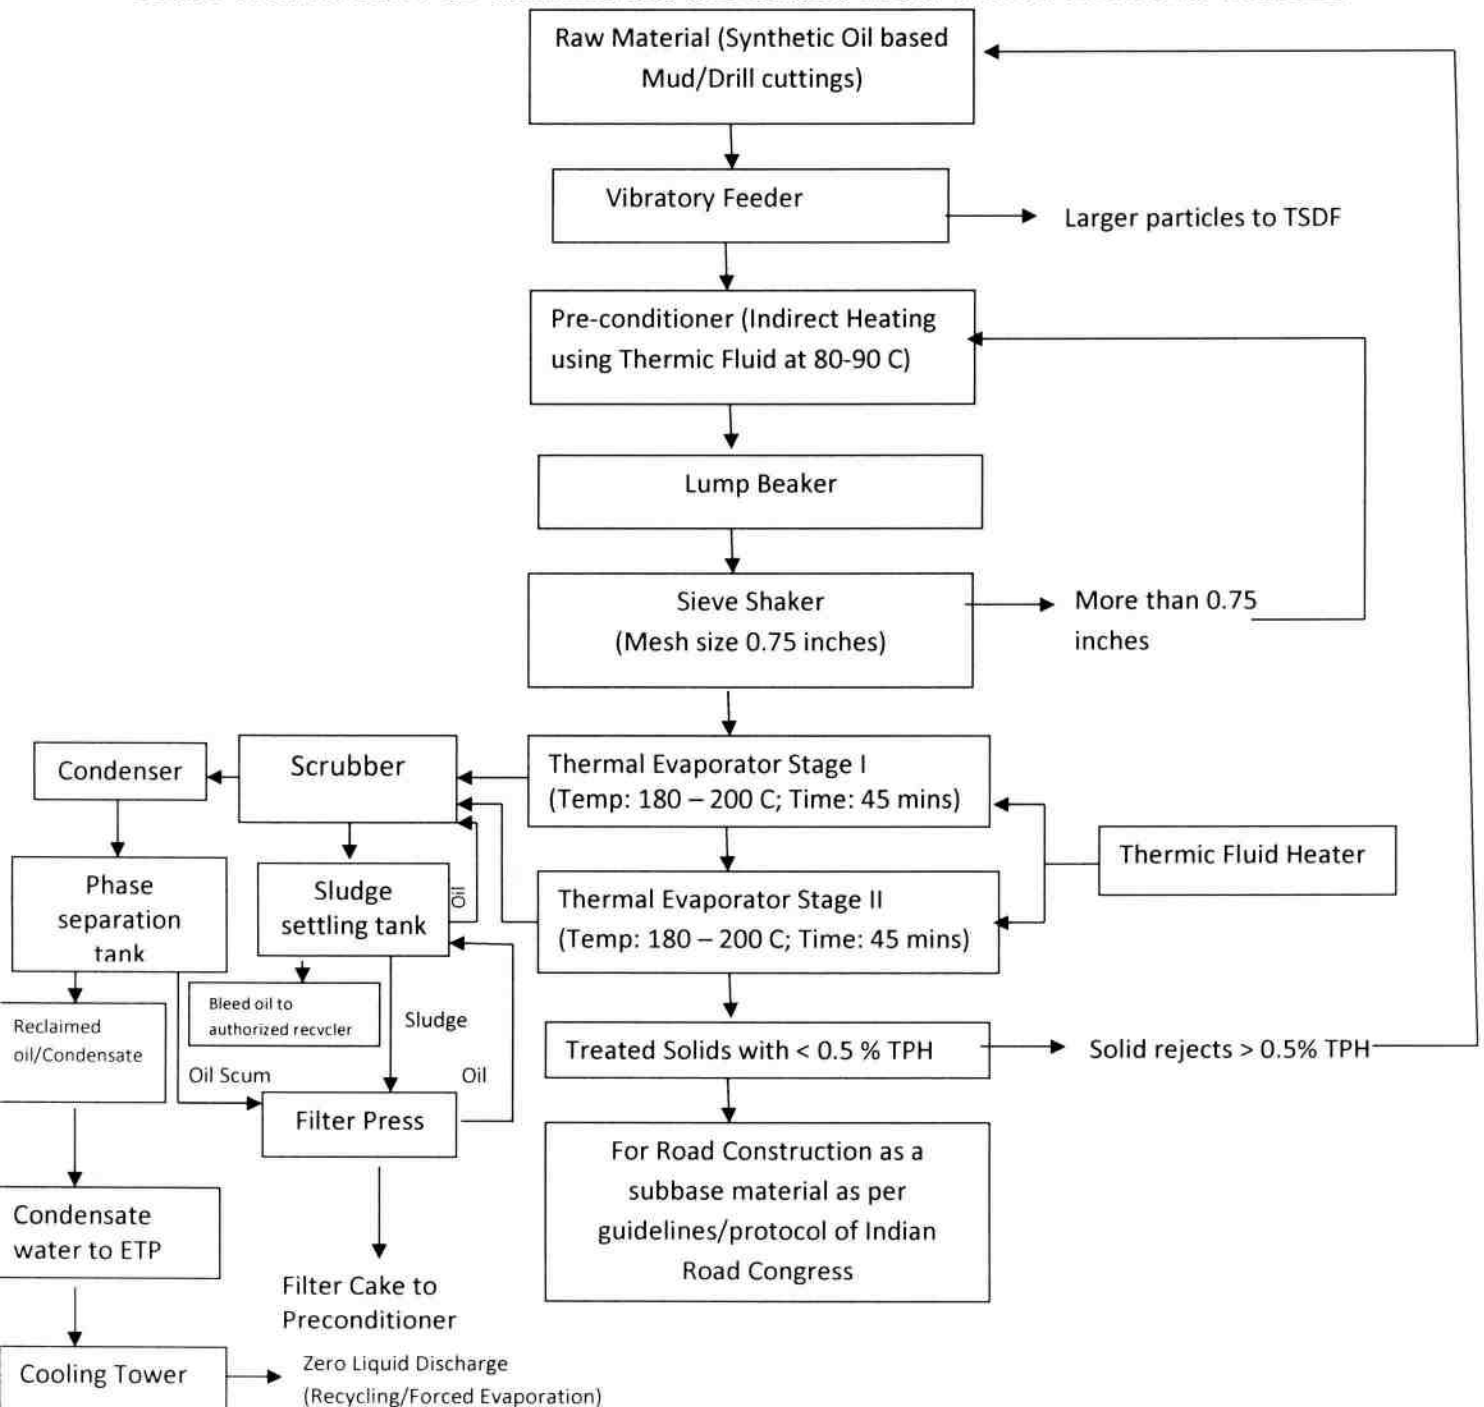 Raw Material (Synthetic Oil based
Mud/Drill cuttings)
Vibratory Feeder
Larger particles to TSDF
Pre-conditioner (Indirect Heating
using Thermic Fluid at 80-90 C)
Lump Beaker
Sieve Shaker
(Mesh size 0.75 inches)
More than 0.75
inches
Condenser
Scrubber
Thermal Evaporator Stage I
(Temp: 180 – 200 C; Time: 45 mins)
Thermic Fluid Heater
Phase
separation
tank
Sludge
settling tank
Oil
Thermal Evaporator Stage II
(Temp: 180 – 200 C; Time: 45 mins)
Bleed oil to
authorized recycler
Sludge
Reclaimed
oil/Condensate
Treated Solids with < 0.5 % TPH
Solid rejects > 0.5% TPH
Oil Scum
Oil
Filter Press
For Road Construction as a
subbase material as per
guidelines/protocol of Indian
Road Congress
Condensate
water to ETP
Filter Cake to
Preconditioner
Cooling Tower
Zero Liquid Discharge
(Recycling/Forced Evaporation)